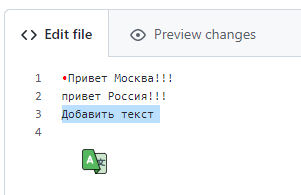 Edit file
Preview changes
1 •Привет Москва!!!
2 привет Россия!!!
3 Добавить текст
4